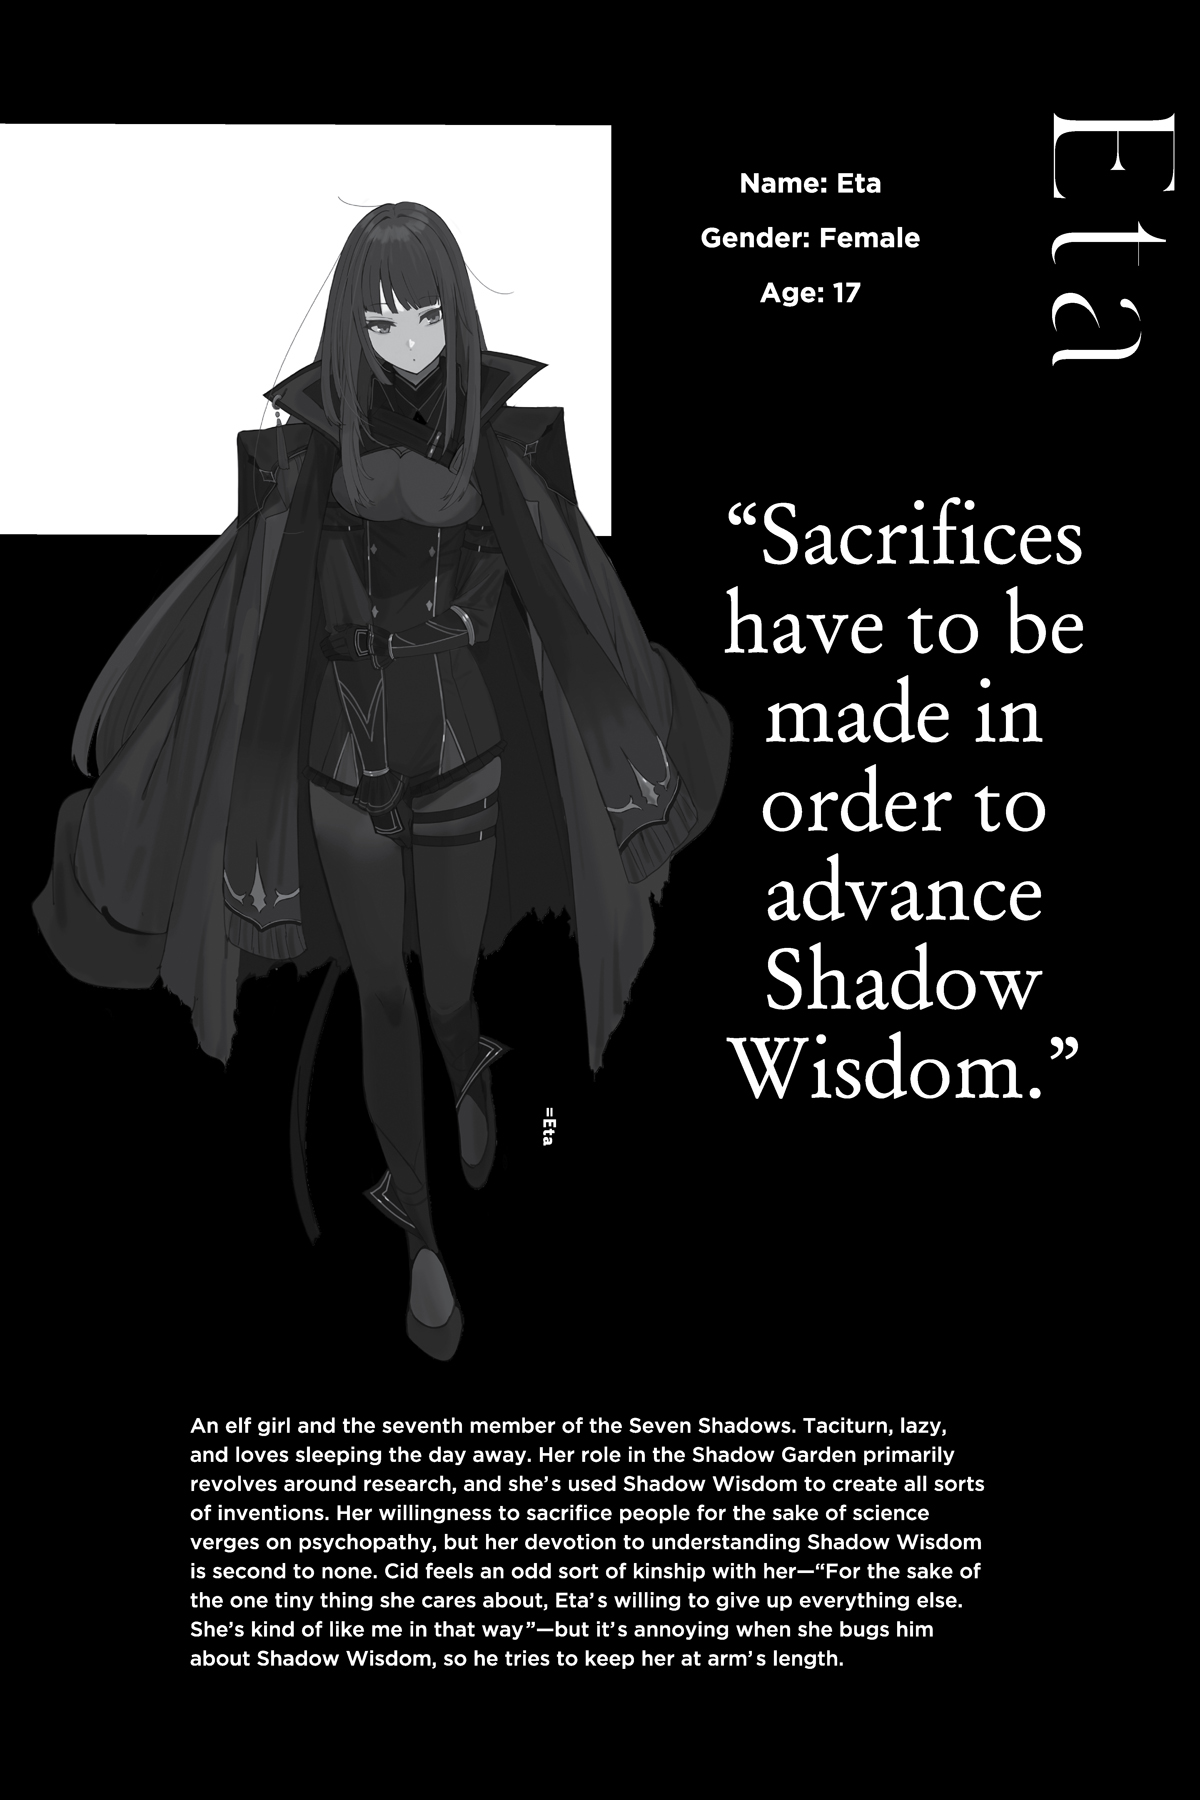 Eta
Name: Eta
Gender: Female
Age: 17
“Sacrifices
have to be
made in
order to
advance
Shadow
Wisdom.”
=Eta
An elf girl and the seventh member of the Seven Shadows. Taciturn, lazy,
and loves sleeping the day away. Her role in the Shadow Garden primarily
revolves around research, and she’s used Shadow Wisdom to create all sorts
of inventions. Her willingness to sacrifice people for the sake of science
verges on psychopathy, but her devotion to understanding Shadow Wisdom
is second to none. Cid feels an odd sort of kinship with her—“For the sake of
the one tiny thing she cares about, Eta’s willing to give up everything else.
She’s kind of like me in that way”—but it’s annoying when she bugs him
about Shadow Wisdom, so he tries to keep her at arm’s length.